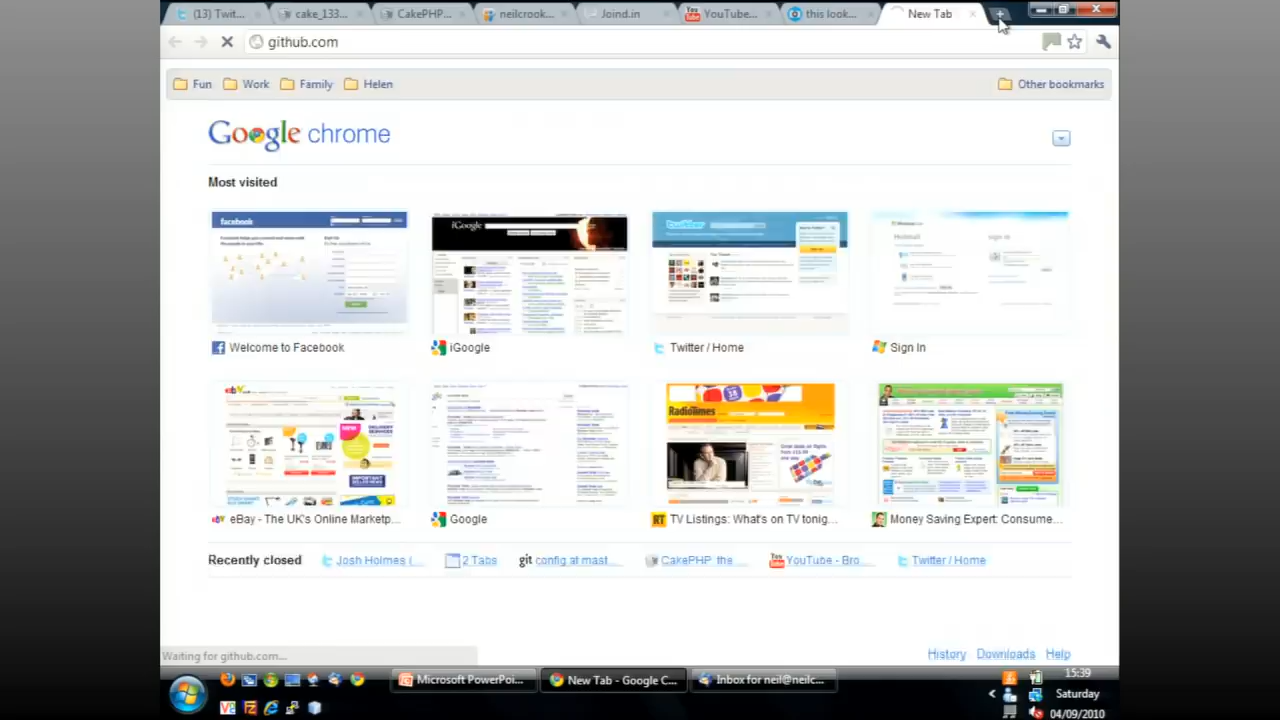 (13) Twit... cake_133... CakePHP... neilcrook... Joind.in YouTube... this look... New Tab
github.com
Fun Work Family Helen Other bookmarks
Google chrome
Most visited
facebook iGoogle
Welcome to Facebook iGoogle Twitter / Home Sign In
RadioTimes
eBay - The UK's Online Marketp... Google TV Listings: What's on TV tonig... Money Saving Expert: Consume...
Recently closed Josh Holmes (... 2 Tabs git config at mast... CakePHP: the... YouTube - Bro... Twitter / Home
Waiting for github.com... History Downloads Help
Microsoft PowerPoi... New Tab - Google C... Inbox for neil@neilc... 15:39
Saturday
04/09/2010